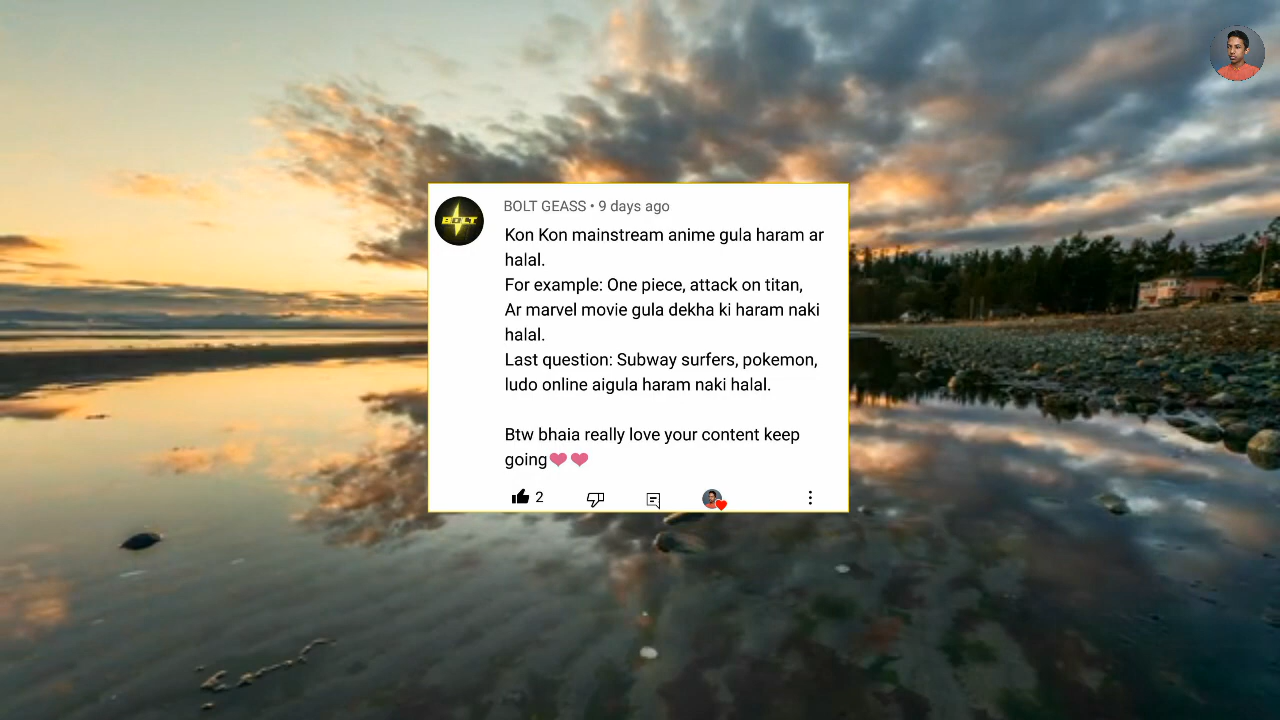 BOLT
BOLT GEASS • 9 days ago
Kon Kon mainstream anime gula haram ar
halal.
For example: One piece, attack on titan,
Ar marvel movie gula dekha ki haram naki
halal.
Last question: Subway surfers, pokemon,
ludo online aigula haram naki halal.
Btw bhaia really love your content keep
going💗💗
2